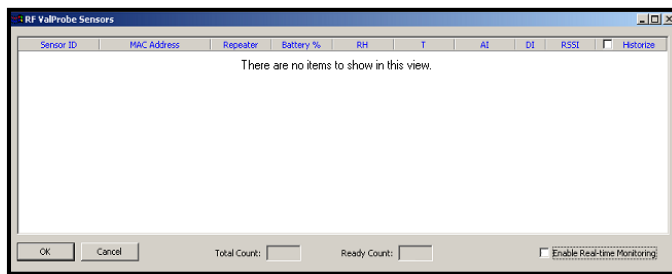 RF ValProbe Sensors
Sensor ID MAC Address Repeater Battery % RH T AI DI RSSI Historize
There are no items to show in this view.
OK Cancel Total Count: Ready Count: Enable Real-time Monitoring